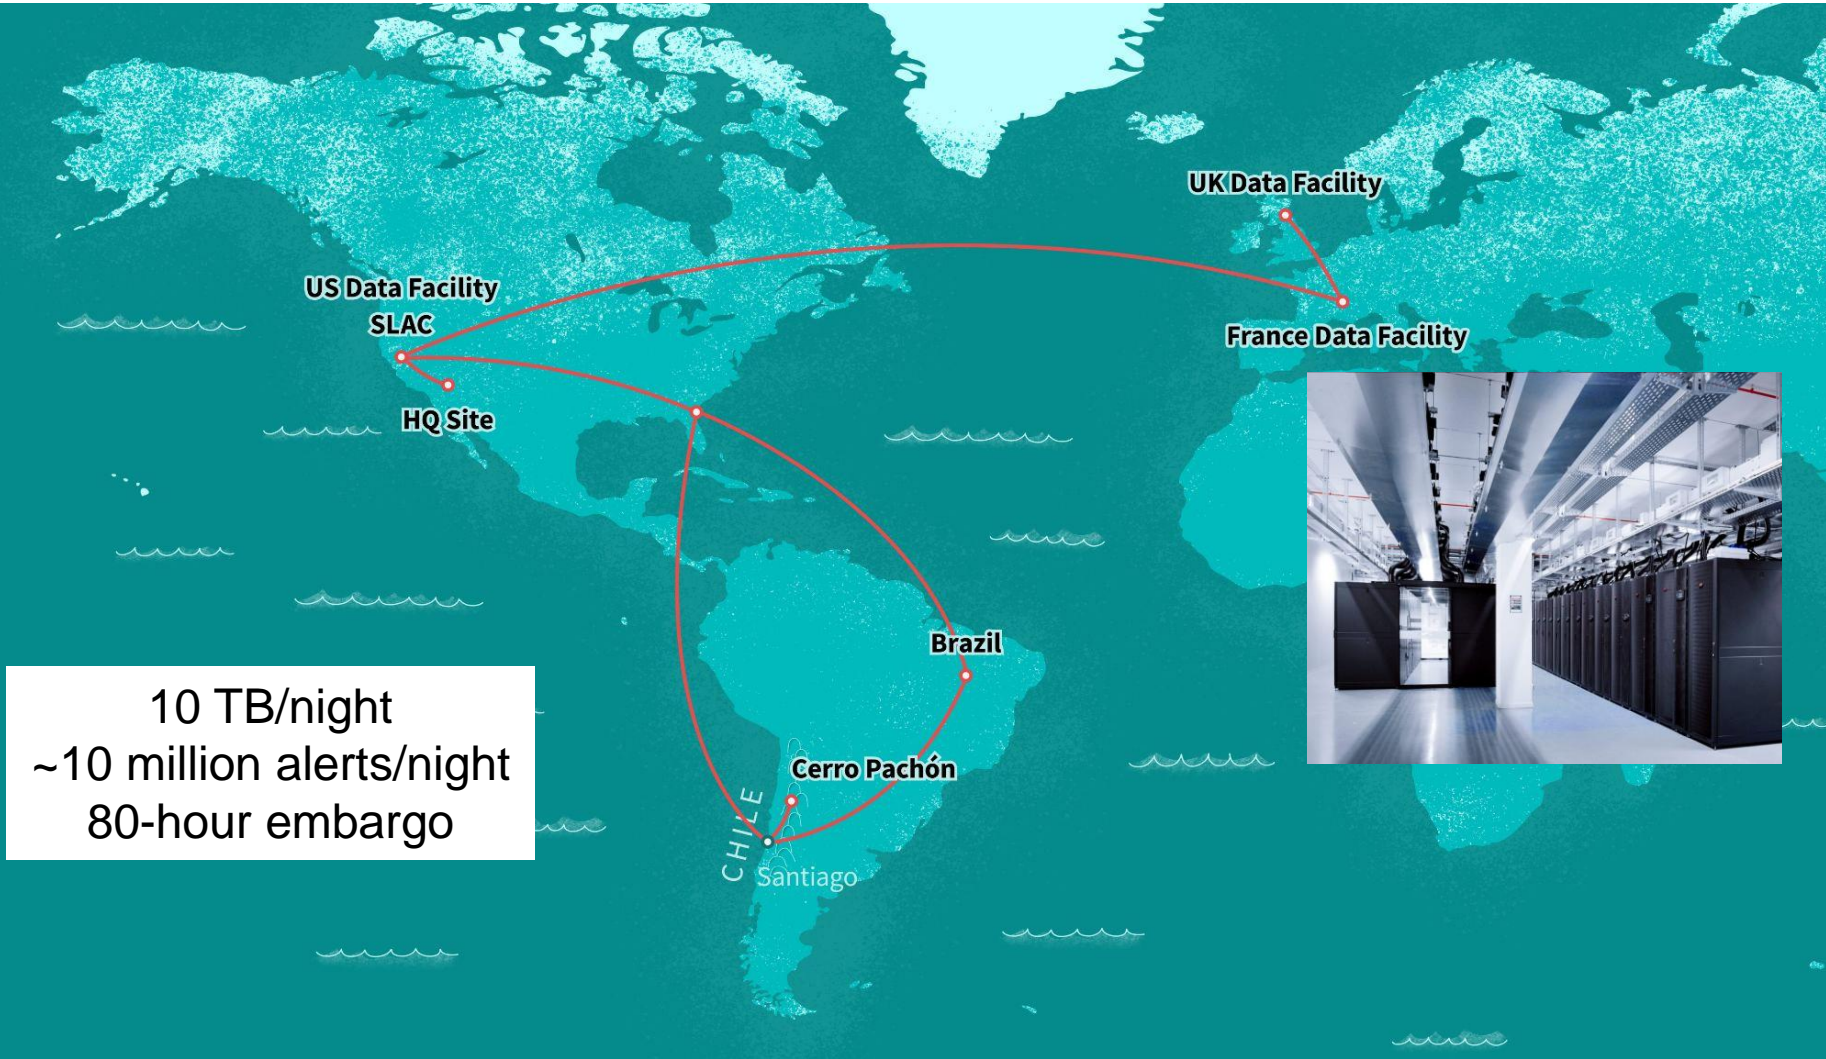 UK Data Facility
US Data Facility
SLAC
France Data Facility
HQ Site
Brazil
10 TB/night
~10 million alerts/night
80-hour embargo
Cerro Pachón
CHILE
Santiago